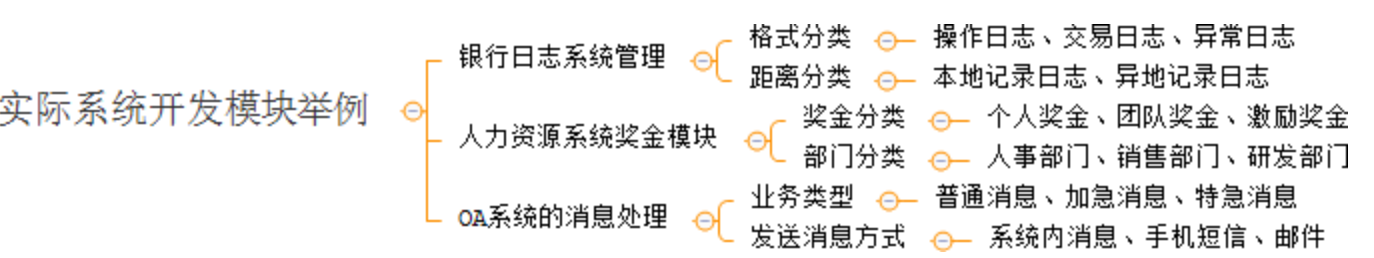 实际系统开发模块举例
银行日志系统管理
格式分类
操作日志、交易日志、异常日志
距离分类
本地记录日志、异地记录日志
人力资源系统奖金模块
奖金分类
个人奖金、团队奖金、激励奖金
部门分类
人事部门、销售部门、研发部门
OA系统的消息处理
业务类型
普通消息、加急消息、特急消息
发送消息方式
系统内消息、手机短信、邮件